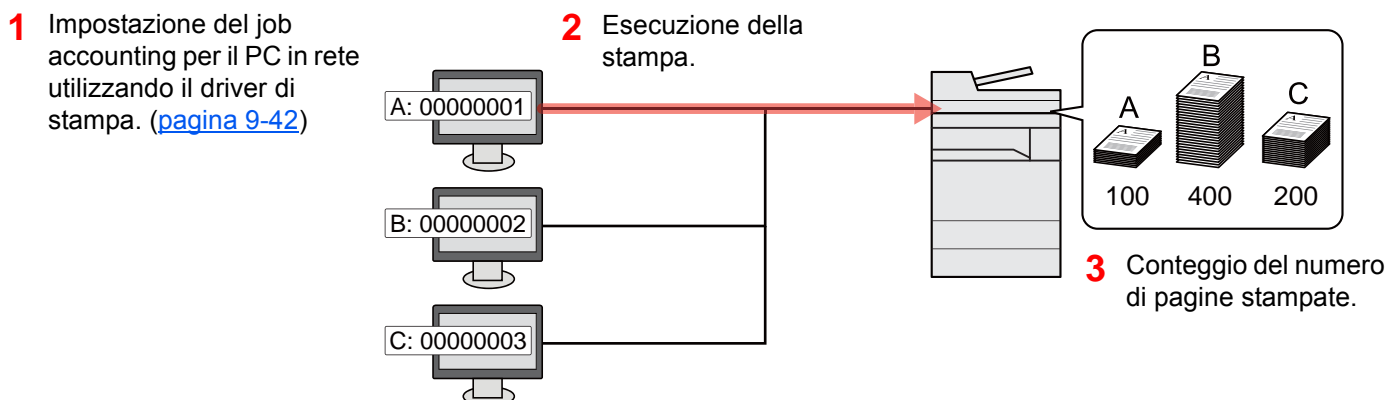 1 Impostazione del job
accounting per il PC in rete
utilizzando il driver di
stampa. (pagina 9-42)
2 Esecuzione della
stampa.
A: 00000001
B: 00000002
C: 00000003
A
B
C
100
400
200
3 Conteggio del numero
di pagine stampate.